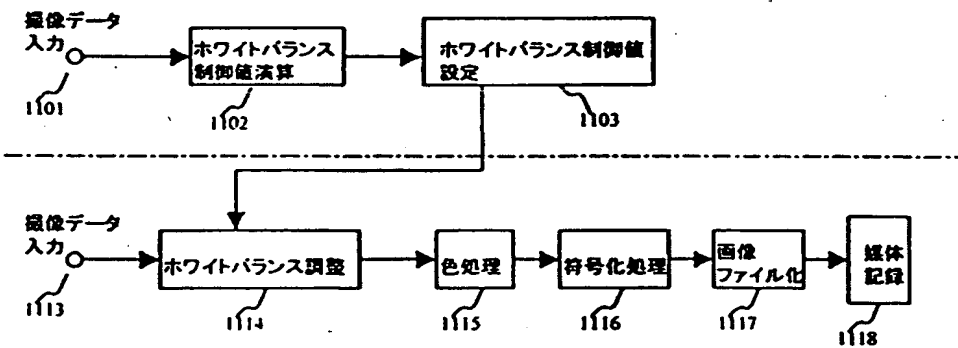 撮像データ
入力
1101
ホワイトバランス
制御値演算
1102
ホワイトバランス制御値
設定
1103
撮像データ
入力
1113
ホワイトバランス調整
1114
色処理
1115
符号化処理
1116
画像
ファイル化
1117
媒体
記録
1118